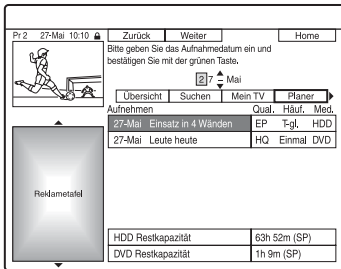 Pr 2 27-Mai 10:10
Zurück Weiter Home
Bitte geben Sie das Aufnahmedatum ein und
bestätigen Sie mit der grünen Taste.
27 Mai
Übersicht Suchen Mein TV Planer
Aufnehmen Qual. Häuf. Med.
27-Mai Einsatz in 4 Wänden EP T-gl. HDD
27-Mai Leute heute HQ Einmal DVD
Reklametafel
HDD Restkapazität 63h 52m (SP)
DVD Restkapazität 1h 9m (SP)